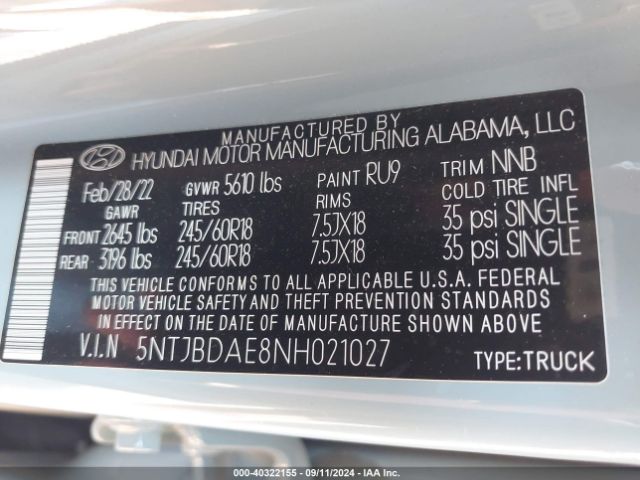 MANUFACTURED BY
HYUNDAI MOTOR MANUFACTURING ALABAMA, LLC
Feb/28/22 GVWR 5610 lbs PAINT RU9 TRIM NNB
GAWR TIRES RIMS COLD TIRE INFL
FRONT 2645 lbs 245/60R18 7.5JX18 35 psi SINGLE
REAR 3196 lbs 245/60R18 7.5JX18 35 psi SINGLE
THIS VEHICLE CONFORMS TO ALL APPLICABLE U.S.A. FEDERAL
MOTOR VEHICLE SAFETY AND THEFT PREVENTION STANDARDS
IN EFFECT ON THE DATE OF MANUFACTURE SHOWN ABOVE
V.I.N 5NTJBDAE8NH021027 TYPE:TRUCK
000-40322155 - 09/11/2024 - IAA Inc.